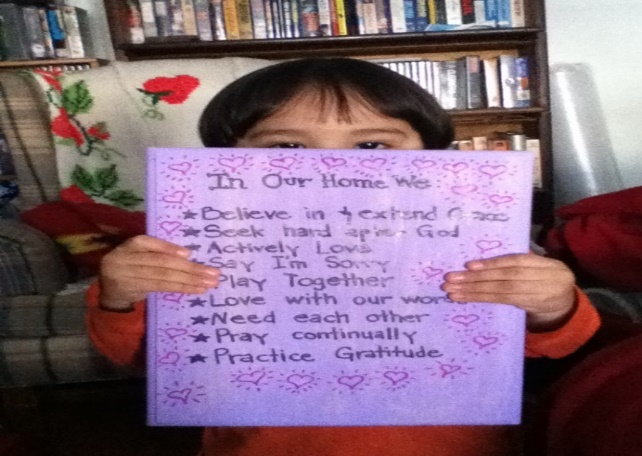 In Our Home We
★ Believe in & extend Grace
★ Seek hard after God
★ Actively Love
Say I'm Sorry
Play Together
★ Love with our words
★ Need each other
★ Pray continually
★ Practice Gratitude